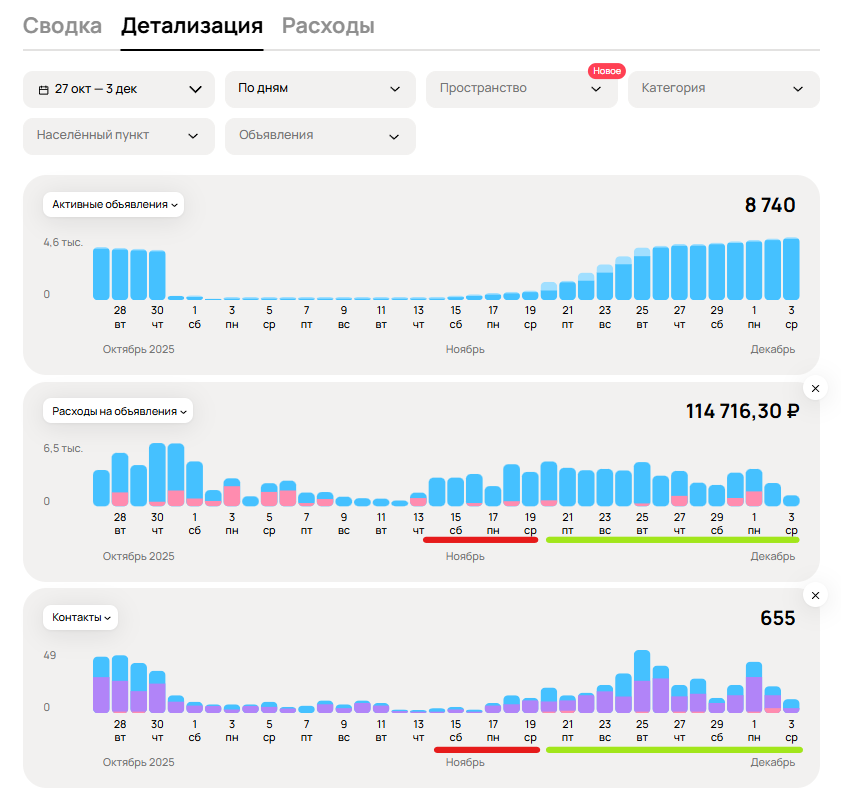 Сводка Детализация Расходы
Новое
27 окт — 3 дек По дням Пространство Категория
Населённый пункт Объявления
Активные объявления 8 740
4,6 тыс.
0
28 30 1 3 5 7 9 11 13 15 17 19 21 23 25 27 29 1 3
вт чт сб пн ср пт вс вт чт сб пн ср пт вс вт чт сб пн ср
Октябрь 2025 Ноябрь Декабрь
Расходы на объявления 114 716,30 ₽
6,5 тыс.
0
28 30 1 3 5 7 9 11 13 15 17 19 21 23 25 27 29 1 3
вт чт сб пн ср пт вс вт чт сб пн ср пт вс вт чт сб пн ср
Октябрь 2025 Ноябрь Декабрь
Контакты 655
49
0
28 30 1 3 5 7 9 11 13 15 17 19 21 23 25 27 29 1 3
вт чт сб пн ср пт вс вт чт сб пн ср пт вс вт чт сб пн ср
Октябрь 2025 Ноябрь Декабрь